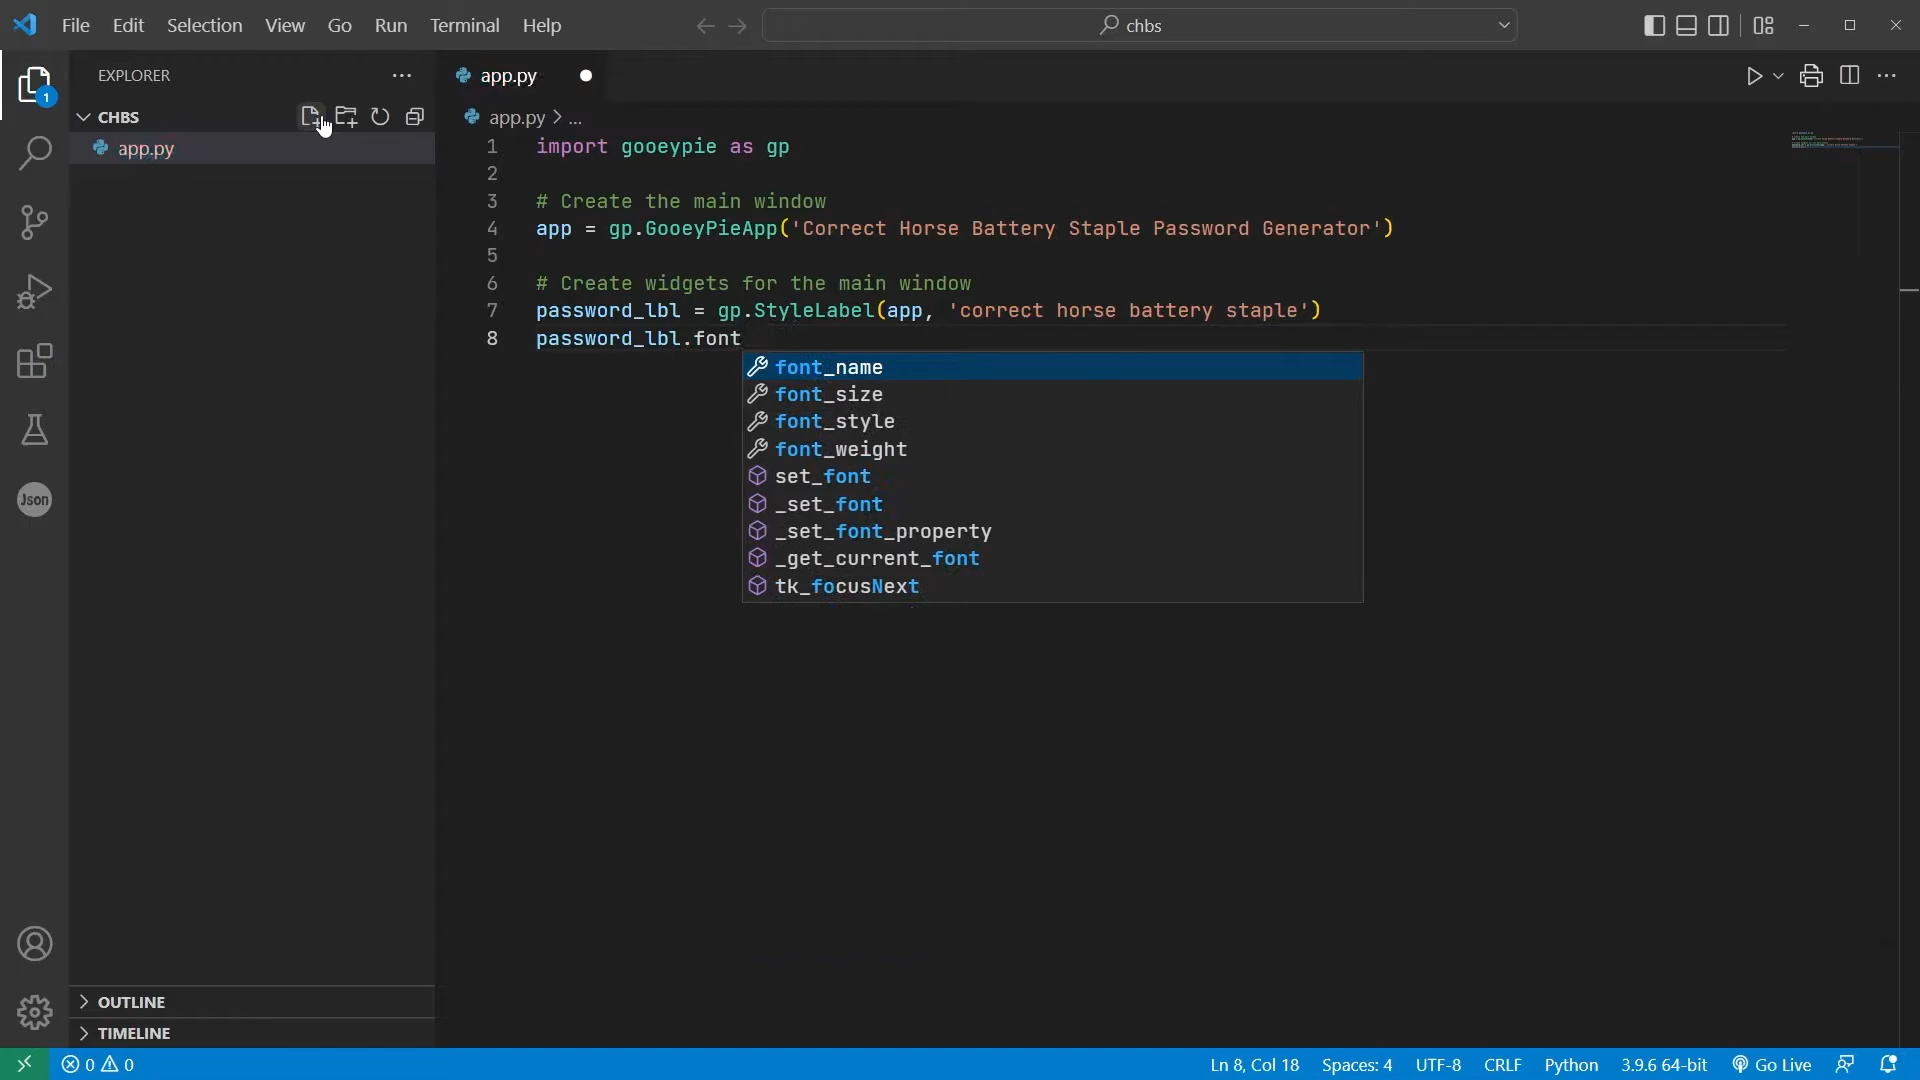 File Edit Selection View Go Run Terminal Help
chbs
EXPLORER
1
CHBS
app.py
Json
OUTLINE
TIMELINE
app.py
app.py > ...
1 import gooeypie as gp
2
3 # Create the main window
4 app = gp.GooeyPieApp('Correct Horse Battery Staple Password Generator')
5
6 # Create widgets for the main window
7 password_lbl = gp.StyleLabel(app, 'correct horse battery staple')
8 password_lbl.font
font_name
font_size
font_style
font_weight
set_font
_set_font
_set_font_property
_get_current_font
tk_focusNext
0 0 Ln 8, Col 18 Spaces: 4 UTF-8 CRLF Python 3.9.6 64-bit Go Live